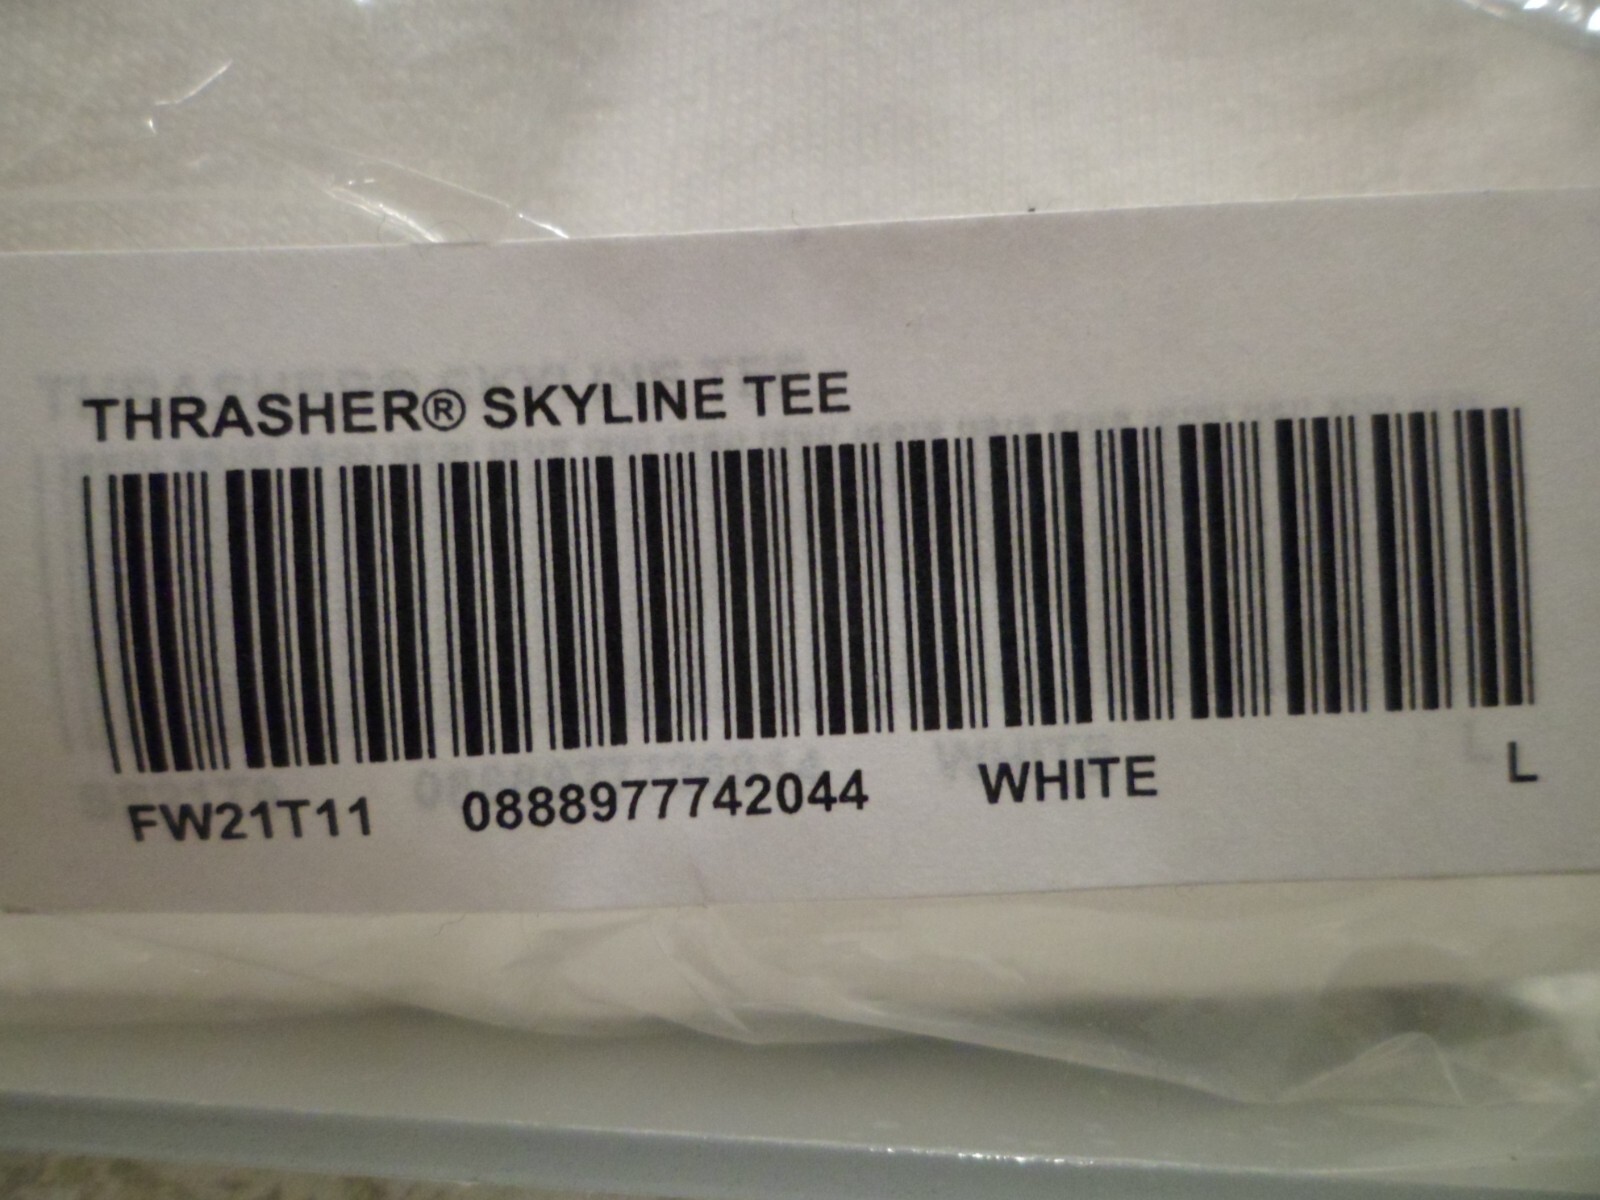 THRASHER® SKYLINE TEE
FW21T11 0888977742044 WHITE L